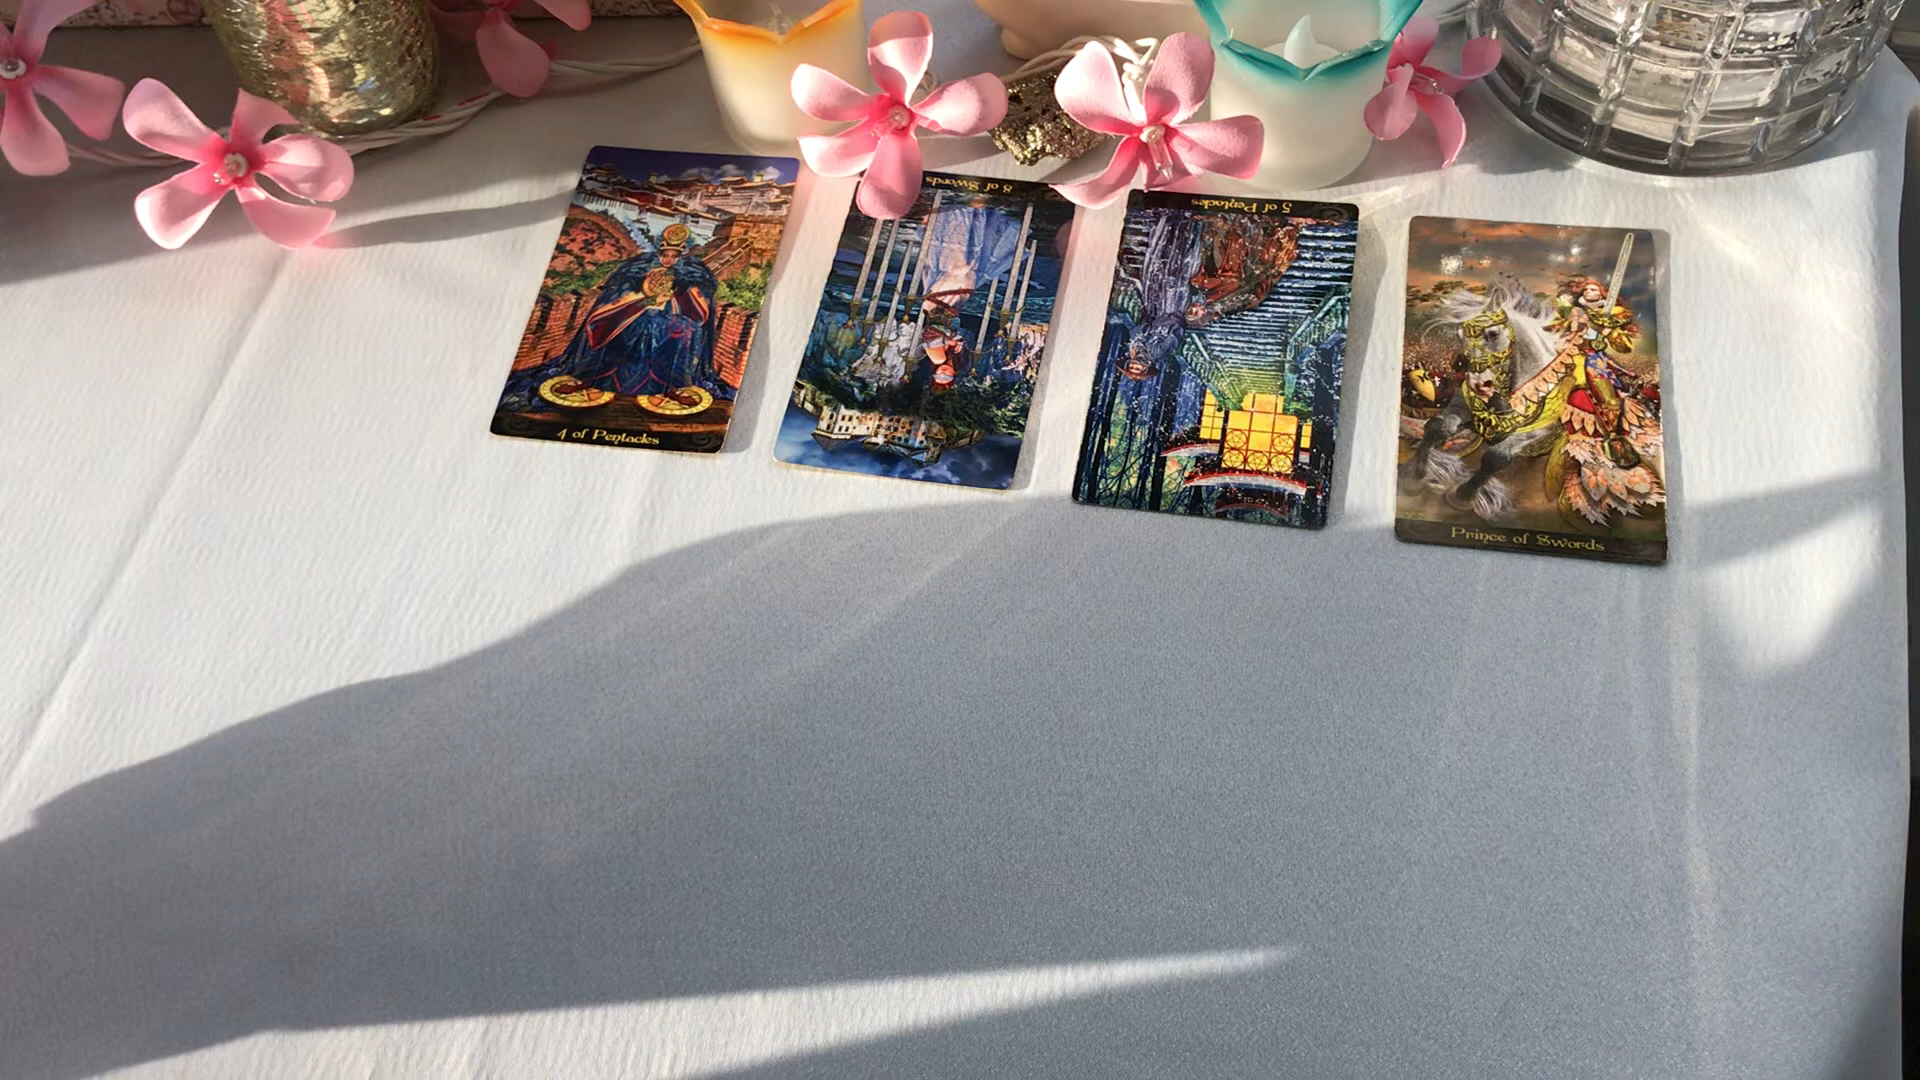 4 of Pentacles
8 of Swords
5 of Pentacles
Prince of Swords